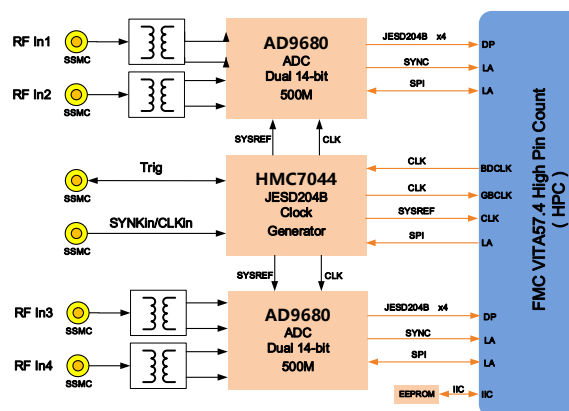 RF In1
SSMC
RF In2
SSMC
AD9680
ADC
Dual 14-bit
500M
JESD204B x4
DP
SYNC
LA
SPI
LA
SYSREF
CLK
Trig
SSMC
SYNKin/CLKin
SSMC
HMC7044
JESD204B
Clock
Generator
CLK
BDCLK
CLK
GBCLK
SYSREF
CLK
SPI
LA
SYSREF
CLK
RF In3
SSMC
RF In4
SSMC
AD9680
ADC
Dual 14-bit
500M
JESD204B x4
DP
SYNC
LA
SPI
LA
EEPROM
IIC
IIC
FMC VITA57.4 High Pin Count
( HPC )